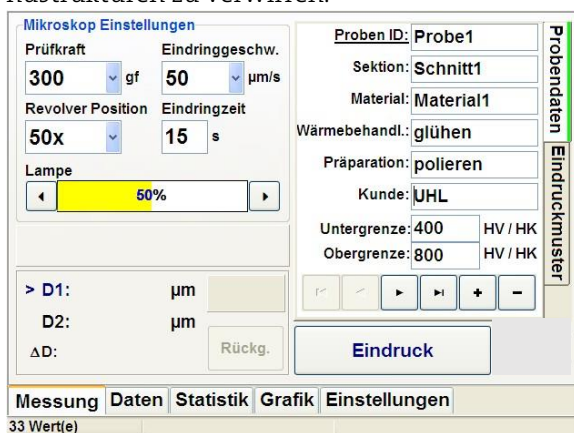 Mikroskop Einstellungen
Prüfkraft Eindringgeschw.
300 gf 50 µm/s
Revolver Position Eindringzeit
50x 15 s
Lampe
50%
> D1: µm
D2: µm
ΔD: Rückg.
Proben ID: Probe1
Sektion: Schnitt1
Material: Material1
Wärmebehandl.: glühen
Präparation: polieren
Kunde: UHL
Untergrenze: 400 HV / HK
Obergrenze: 800 HV / HK
+ -
Eindruck
Probendaten
Eindruckmuster
Messung Daten Statistik Grafik Einstellungen
33 Wert(e)